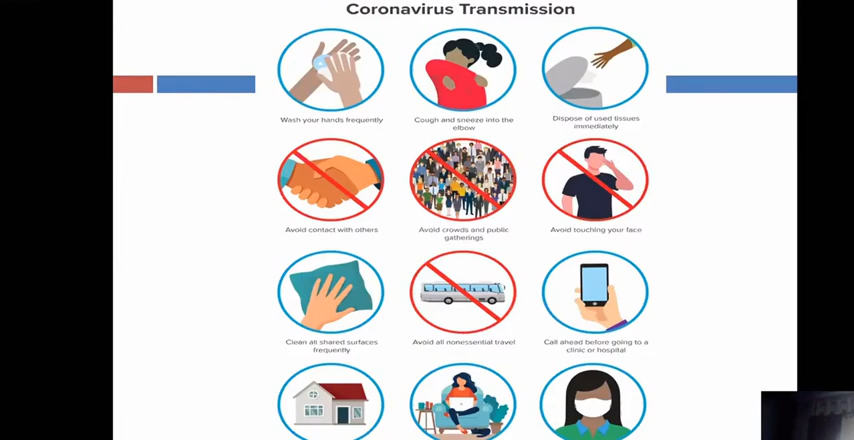 Coronavirus Transmission
Wash your hands frequently
Cough and sneeze into the
elbow
Dispose of used tissues
immediately
Avoid contact with others
Avoid crowds and public
gatherings
Avoid touching your face
Clean all shared surfaces
frequently
Avoid all nonessential travel
Call ahead before going to a
clinic or hospital